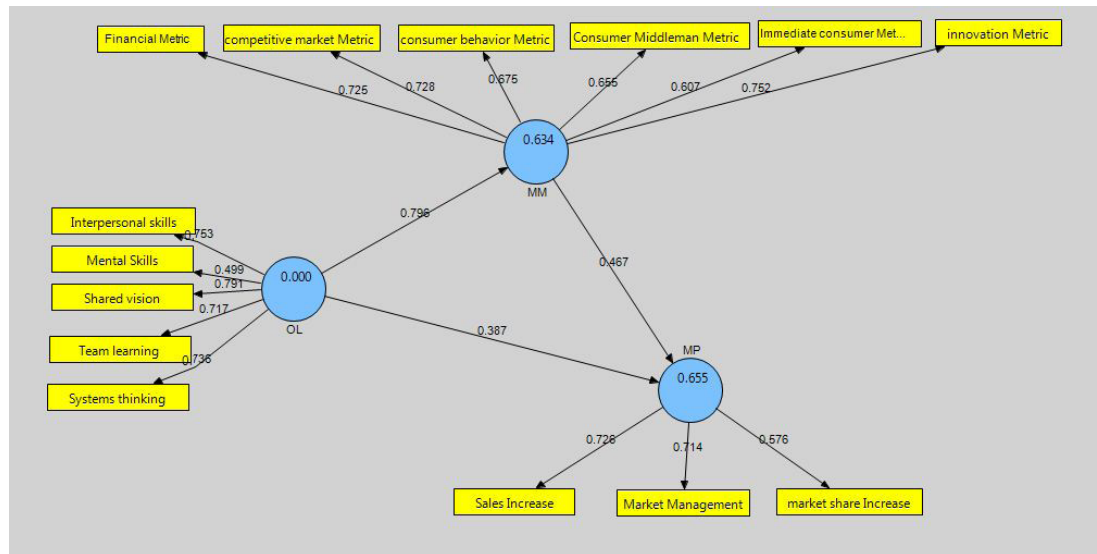 Financial Metric
competitive market Metric
consumer behavior Metric
Consumer Middleman Metric
Immediate consumer Met...
innovation Metric
0.725
0.728
0.675
0.655
0.607
0.752
0.634
MM
0.796
0.467
Interpersonal skills
0.753
Mental Skills
0.499
Shared vision
0.791
Team learning
0.717
Systems thinking
0.736
0.000
OL
0.387
MP
0.655
0.726
0.714
0.576
Sales Increase
Market Management
market share Increase